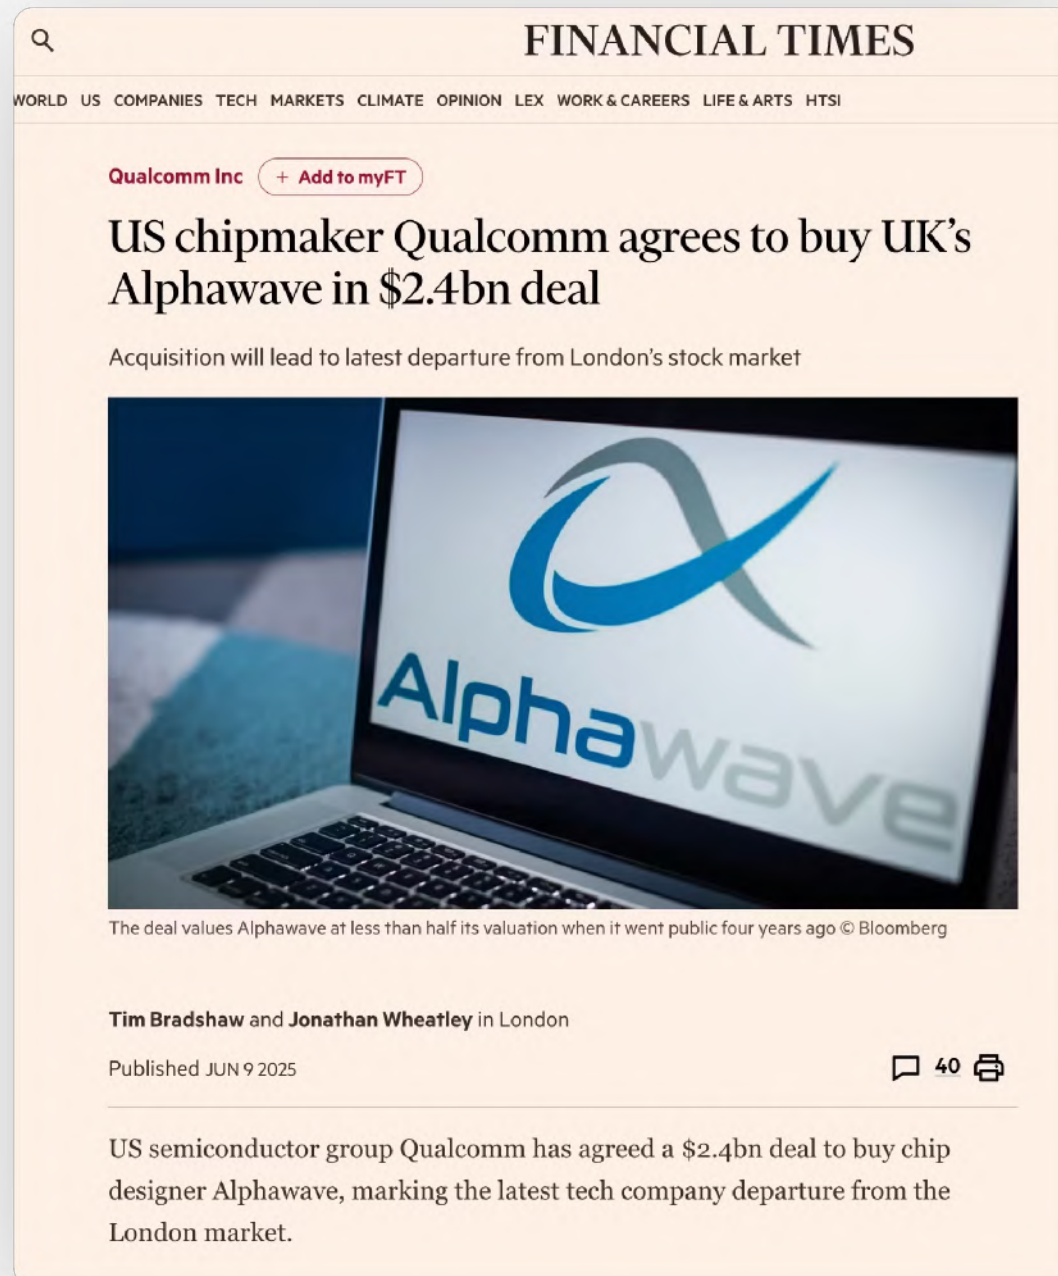 FINANCIAL TIMES
WORLD US COMPANIES TECH MARKETS CLIMATE OPINION LEX WORK & CAREERS LIFE & ARTS HTSI
Qualcomm Inc + Add to myFT
US chipmaker Qualcomm agrees to buy UK’s
Alphawave in $2.4bn deal
Acquisition will lead to latest departure from London’s stock market
Alphawave
The deal values Alphawave at less than half its valuation when it went public four years ago © Bloomberg
Tim Bradshaw and Jonathan Wheatley in London
Published JUN 9 2025
40
US semiconductor group Qualcomm has agreed a $2.4bn deal to buy chip
designer Alphawave, marking the latest tech company departure from the
London market.